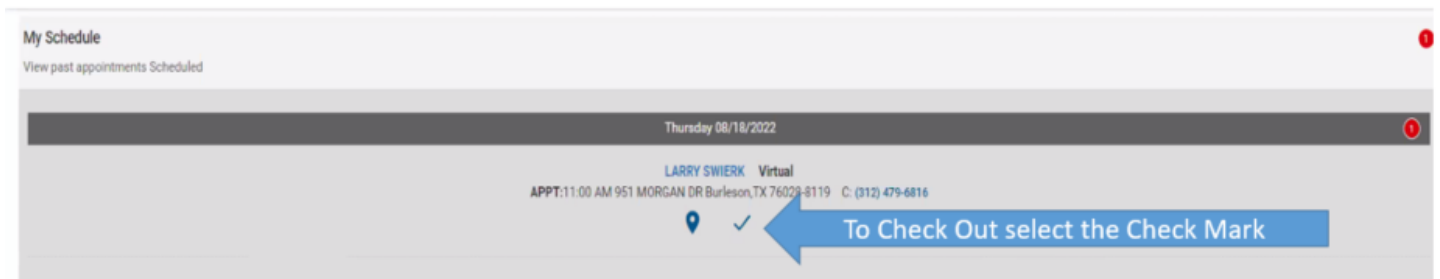 My Schedule
1
View past appointments Scheduled
Thursday 08/18/2022
1
LARRY SWIERK Virtual
APPT:11:00 AM 951 MORGAN DR Burleson,TX 76028-8119 C: (312) 479-6816
To Check Out select the Check Mark